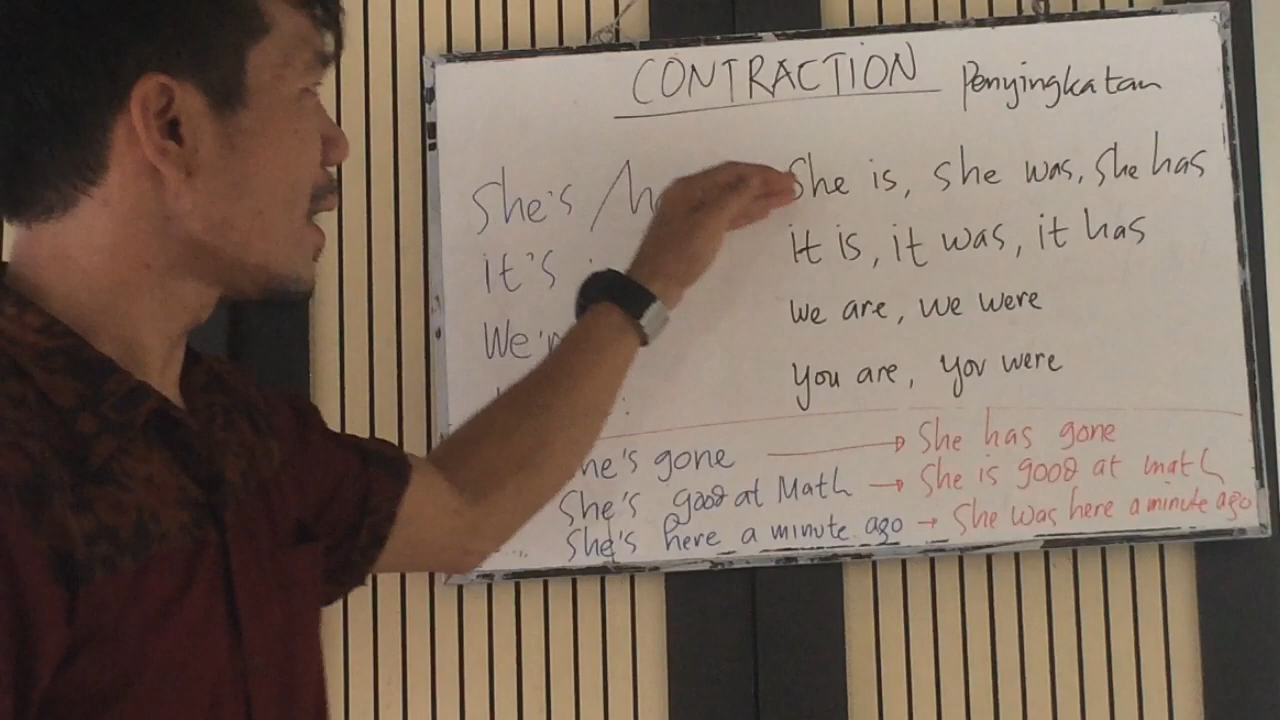 CONTRACTION Penyingkatan
She's / she is, she was, she has
it's it is, it was, it has
we are, we were
you are, you were
gone → She has gone
She's good at Math → She is good at math
She's here a minute ago → She was here a minute ago